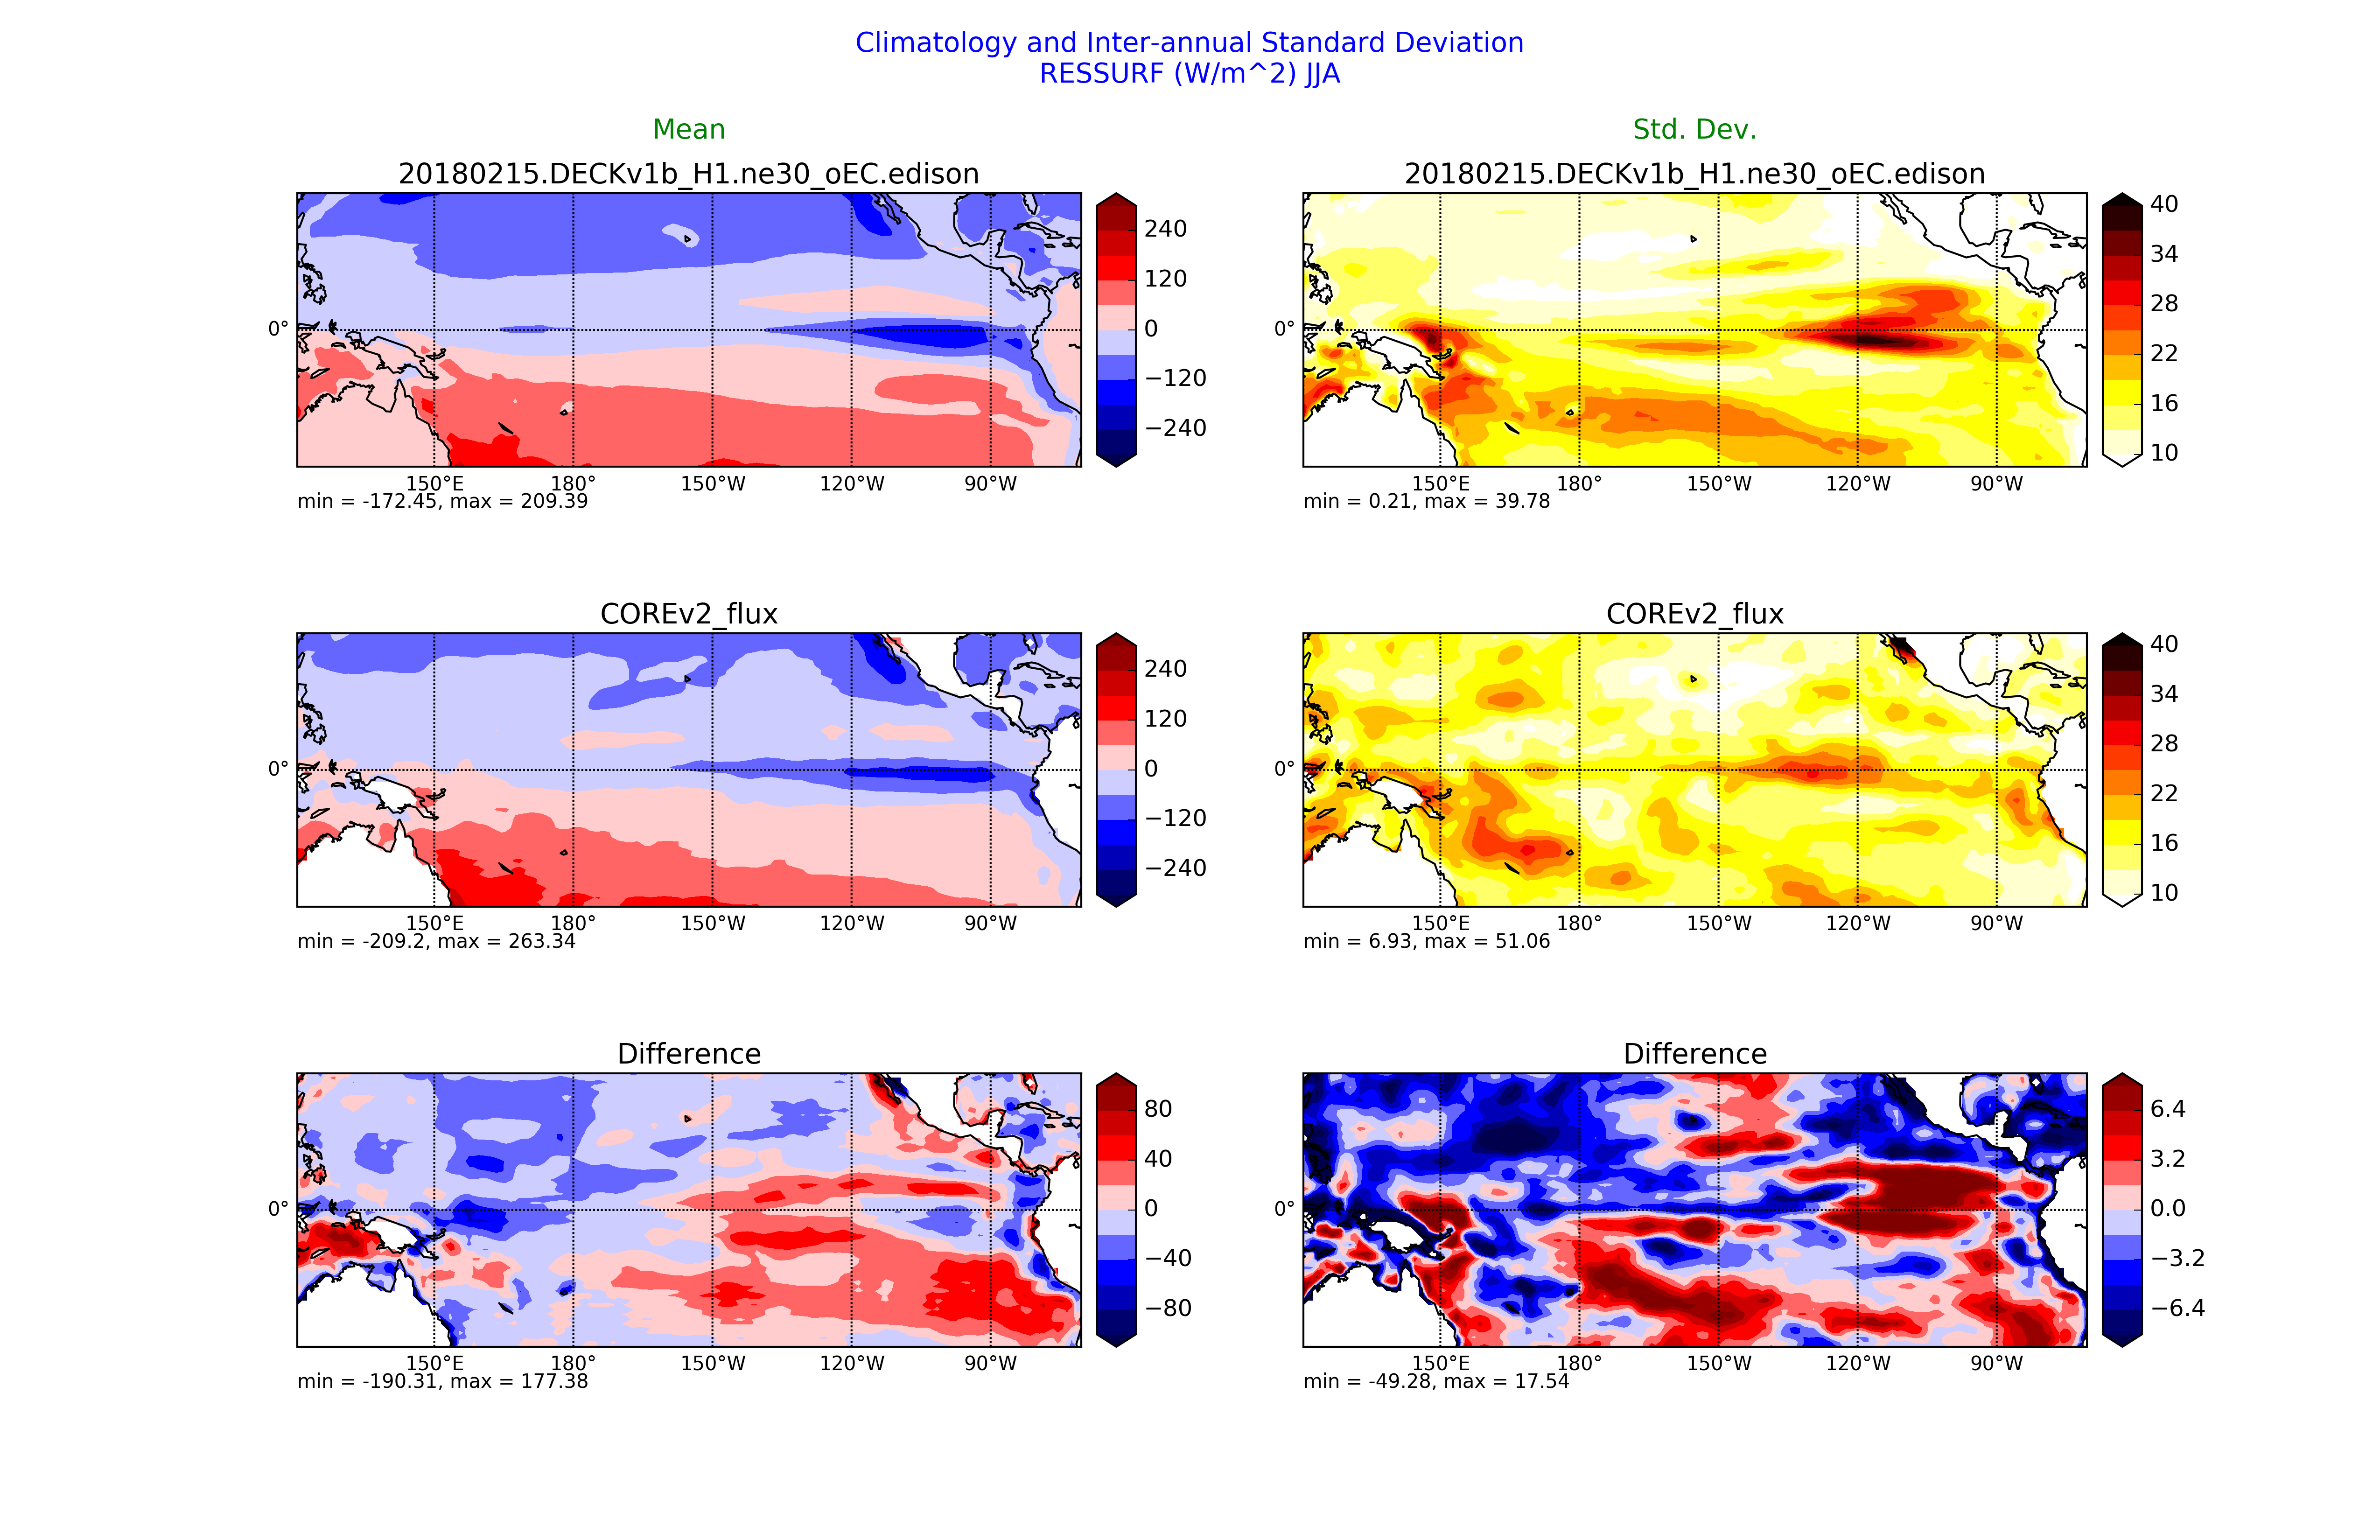 Climatology and Inter-annual Standard Deviation
RESSURF (W/m^2) JJA
Mean
Std. Dev.
20180215.DECKv1b_H1.ne30_oEC.edison
240
120
0
−120
−240
0°
150°E 180° 150°W 120°W 90°W
min = -172.45, max = 209.39
20180215.DECKv1b_H1.ne30_oEC.edison
40
34
28
22
16
10
0°
150°E 180° 150°W 120°W 90°W
min = 0.21, max = 39.78
COREv2_flux
240
120
0
−120
−240
0°
150°E 180° 150°W 120°W 90°W
min = -209.2, max = 263.34
COREv2_flux
40
34
28
22
16
10
0°
150°E 180° 150°W 120°W 90°W
min = 6.93, max = 51.06
Difference
80
40
0
−40
−80
0°
150°E 180° 150°W 120°W 90°W
min = -190.31, max = 177.38
Difference
6.4
3.2
0.0
−3.2
−6.4
0°
150°E 180° 150°W 120°W 90°W
min = -49.28, max = 17.54